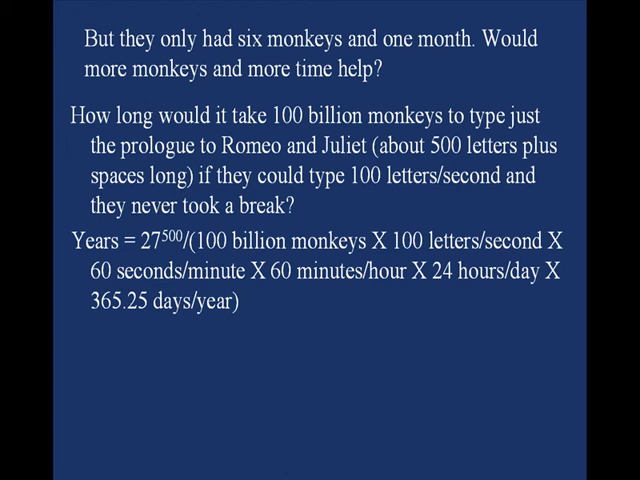 But they only had six monkeys and one month. Would
more monkeys and more time help?
How long would it take 100 billion monkeys to type just
the prologue to Romeo and Juliet (about 500 letters plus
spaces long) if they could type 100 letters/second and
they never took a break?
Years = 27⁵⁰⁰/(100 billion monkeys X 100 letters/second X
60 seconds/minute X 60 minutes/hour X 24 hours/day X
365.25 days/year)